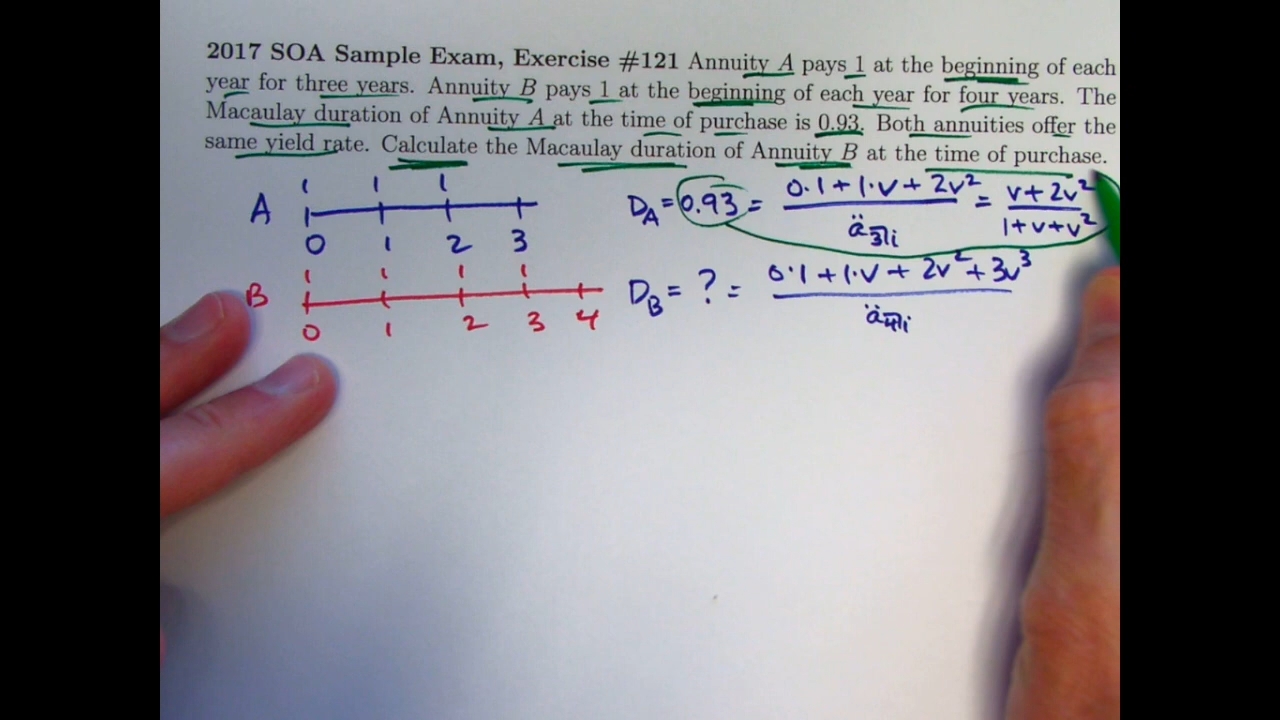 2017 SOA Sample Exam, Exercise #121 Annuity A pays 1 at the beginning of each
year for three years. Annuity B pays 1 at the beginning of each year for four years. The
Macaulay duration of Annuity A at the time of purchase is 0.93. Both annuities offer the
same yield rate. Calculate the Macaulay duration of Annuity B at the time of purchase.
1 1 1
A
0 1 2 3
D_A = 0.93 = (0·1 + 1·v + 2v²) / ä_3̅|i = (v + 2v²) / (1 + v + v²)
1 1 1 1
B
0 1 2 3 4
D_B = ? = (0·1 + 1·v + 2v² + 3v³) / ä_4̅|i